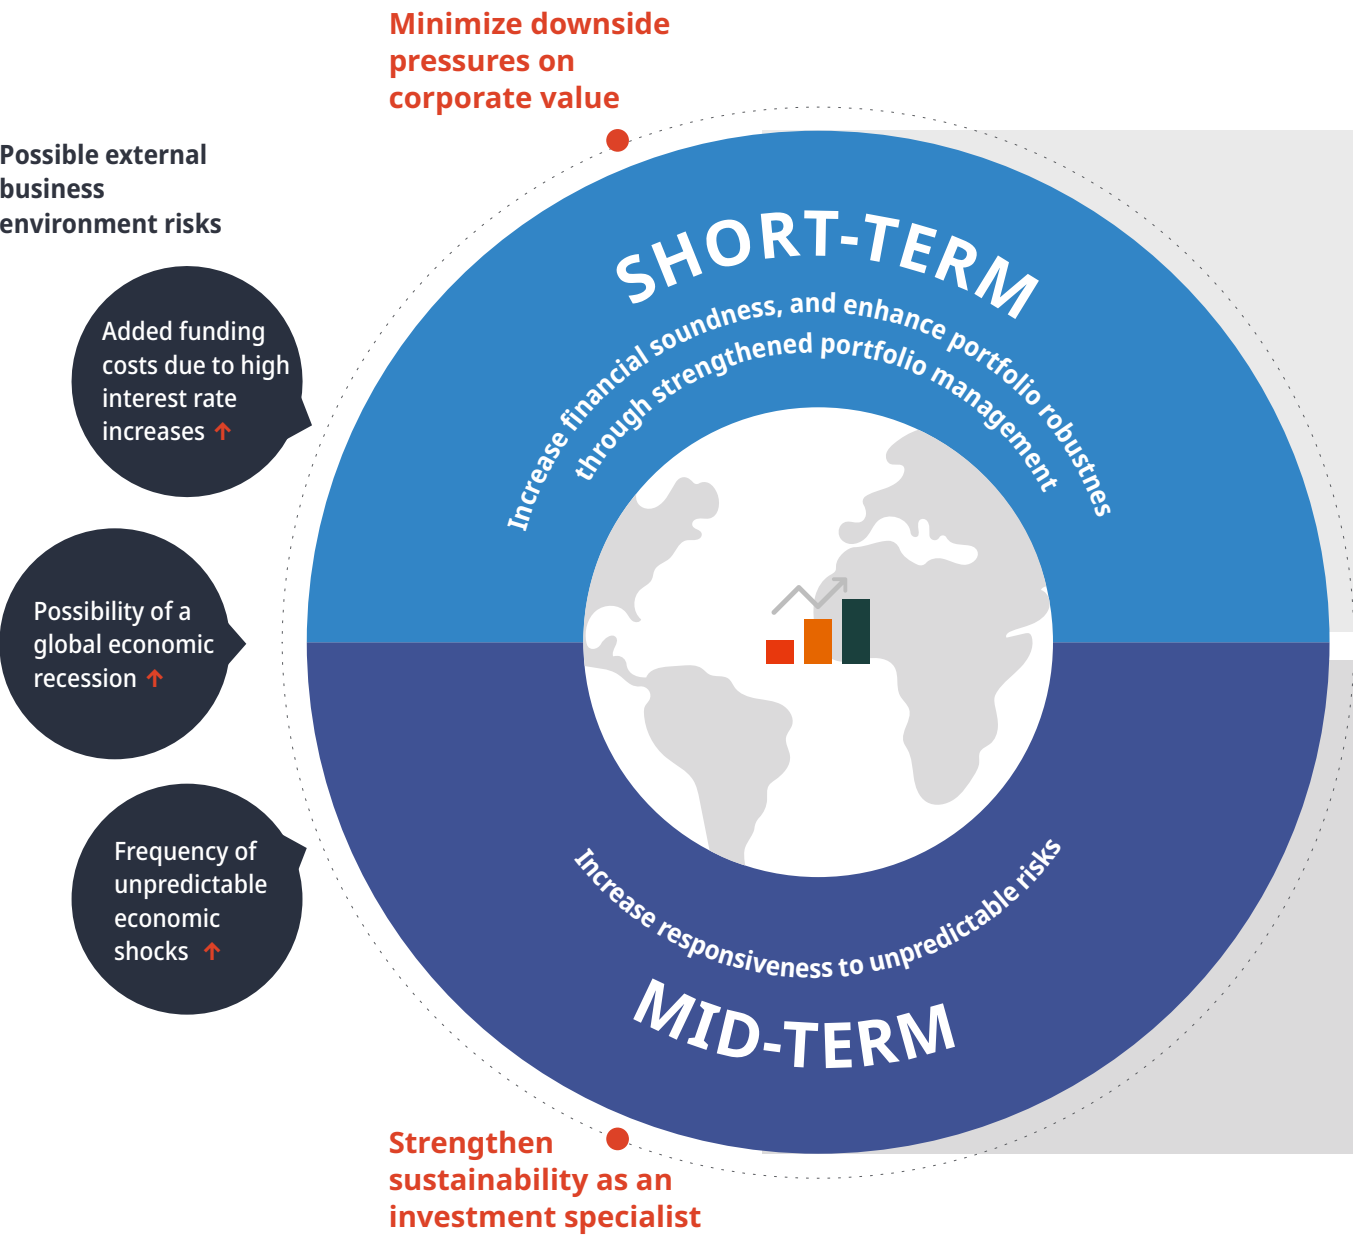 Minimize downside
pressures on
corporate value
Possible external
business
environment risks
Added funding
costs due to high
interest rate
increases ↑
Possibility of a
global economic
recession ↑
Frequency of
unpredictable
economic
shocks ↑
SHORT-TERM
Increase financial soundness, and enhance portfolio robustnes
through strengthened portfolio management
Increase responsiveness to unpredictable risks
MID-TERM
Strengthen
sustainability as an
investment specialist